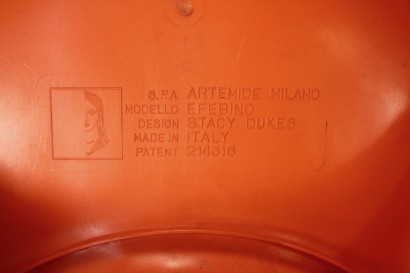 S.P.A. ARTEMIDE MILANO
MODELLO EFEBINO
DESIGN STACY DUKES
MADE IN ITALY
PATENT 214318